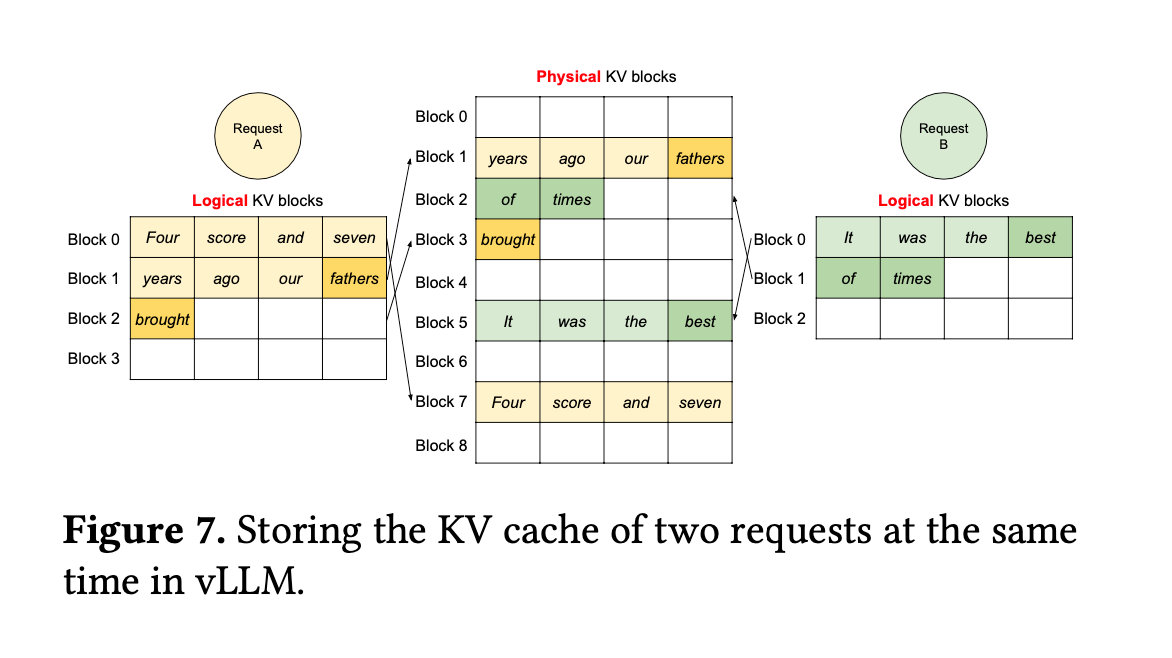 Physical KV blocks
Request
A
Request
B
Logical KV blocks
Block 0 Four score and seven
Block 1 years ago our fathers
Block 2 brought
Block 3
Block 0
Block 1 years ago our fathers
Block 2 of times
Block 3 brought
Block 4
Block 5 It was the best
Block 6
Block 7 Four score and seven
Block 8
Logical KV blocks
Block 0 It was the best
Block 1 of times
Block 2
Figure 7. Storing the KV cache of two requests at the same
time in vLLM.